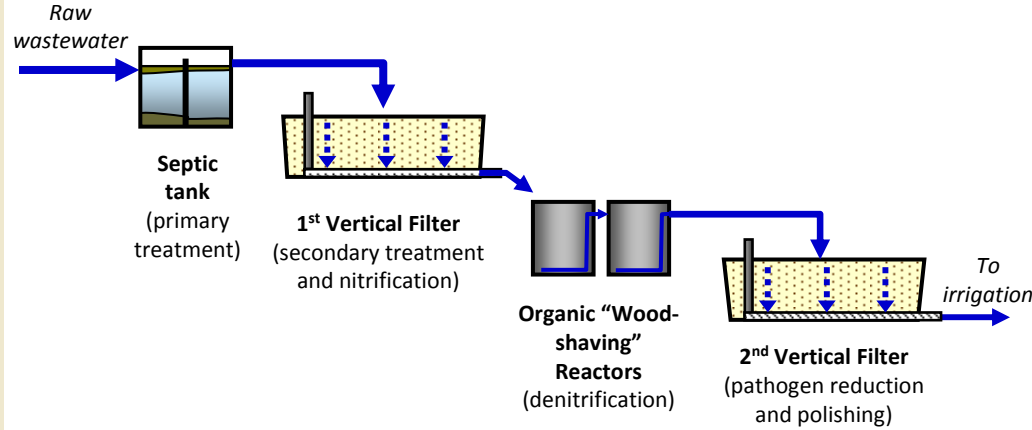 Raw
wastewater
Septic
tank
(primary
treatment)
1st Vertical Filter
(secondary treatment
and nitrification)
Organic “Wood-
shaving”
Reactors
(denitrification)
2nd Vertical Filter
(pathogen reduction
and polishing)
To
irrigation